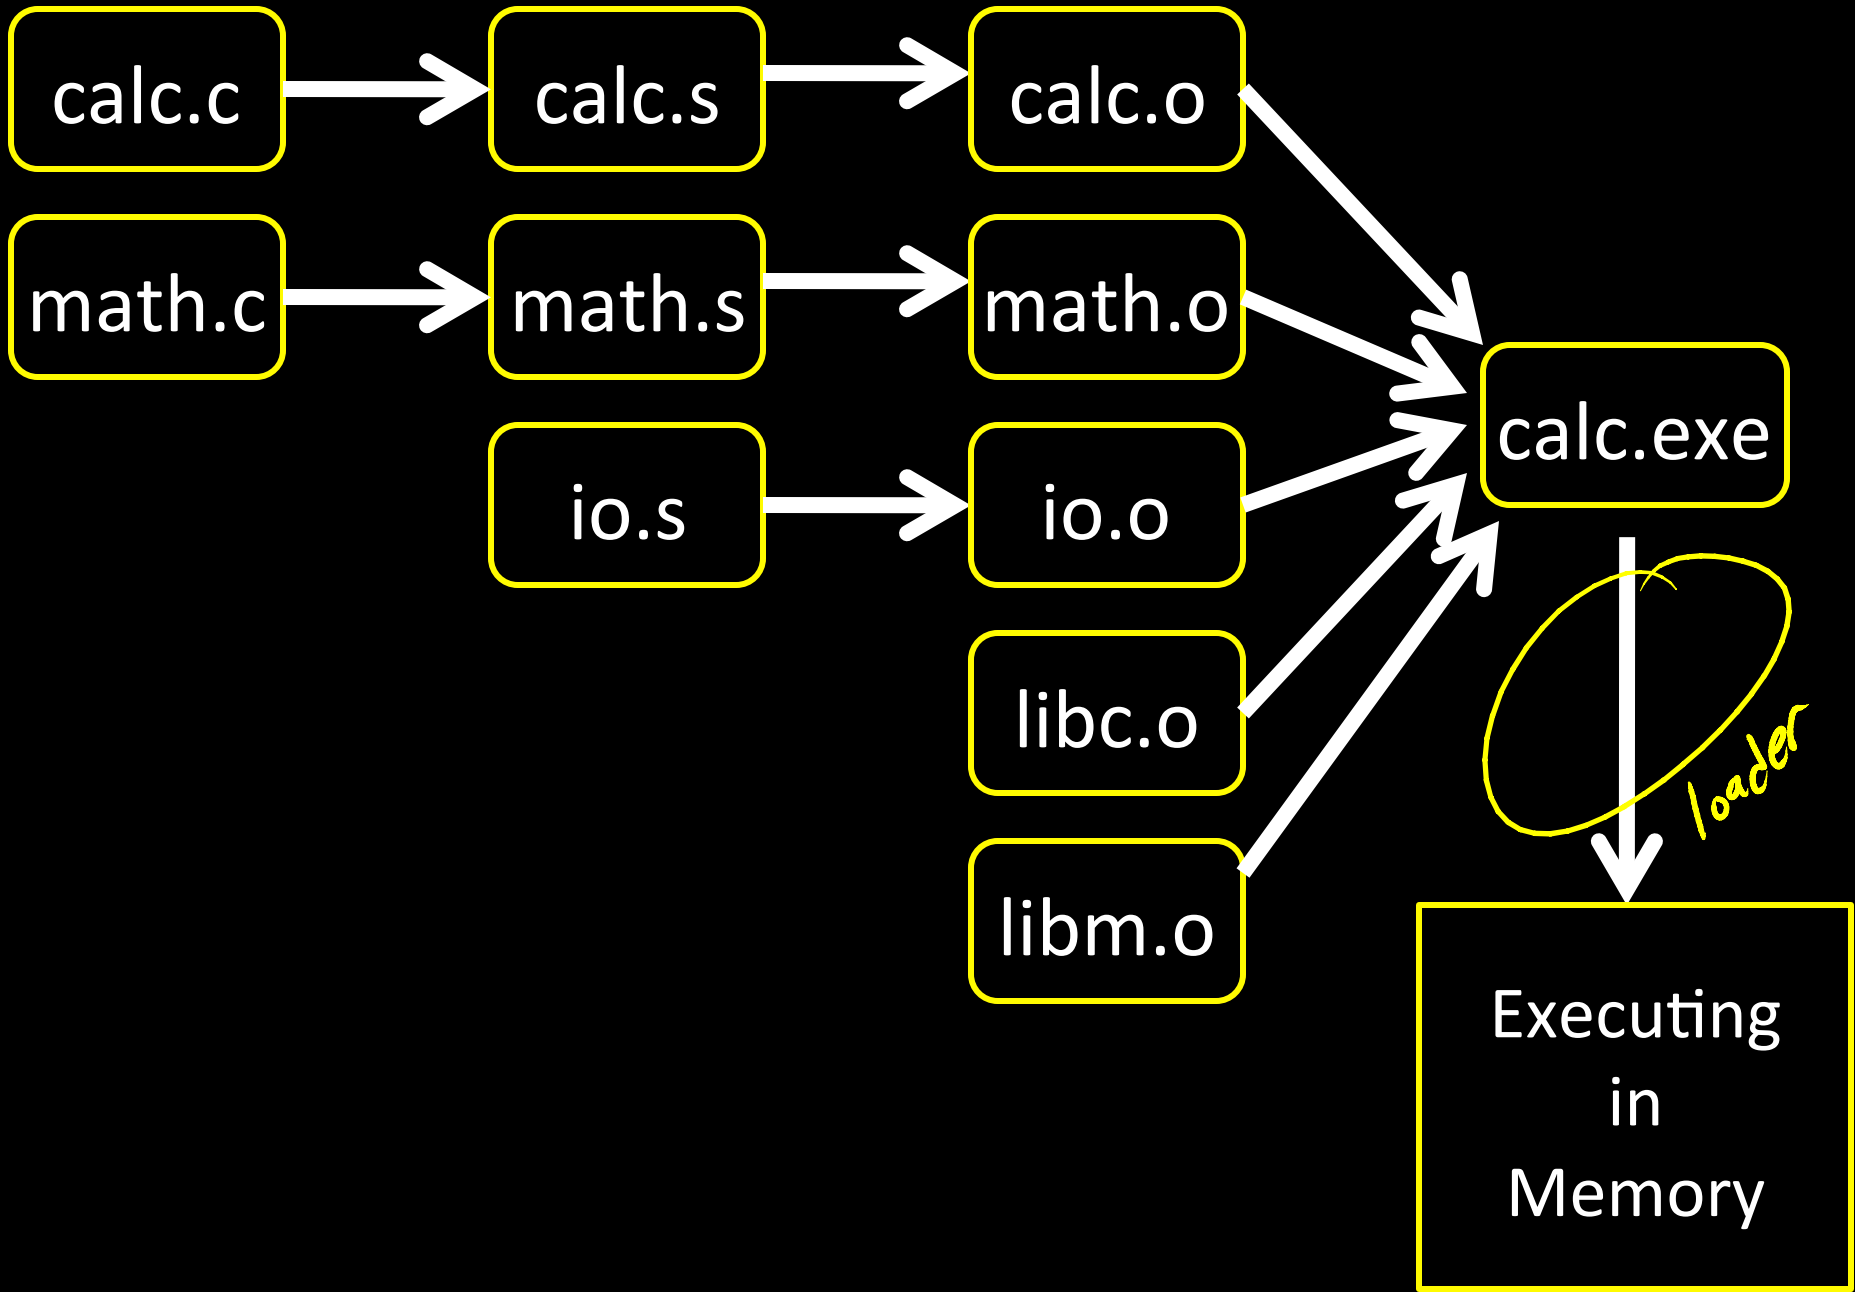 calc.c
calc.s
calc.o
math.c
math.s
math.o
calc.exe
io.s
io.o
libc.o
loader
libm.o
Executing
in
Memory